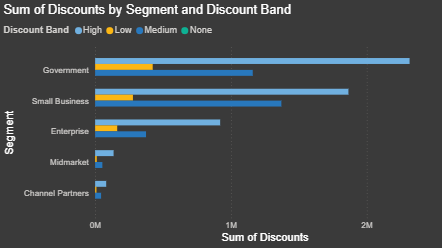 Sum of Discounts by Segment and Discount Band
Discount Band High Low Medium None
Government
Small Business
Enterprise
Midmarket
Channel Partners
Segment
0M 1M 2M
Sum of Discounts